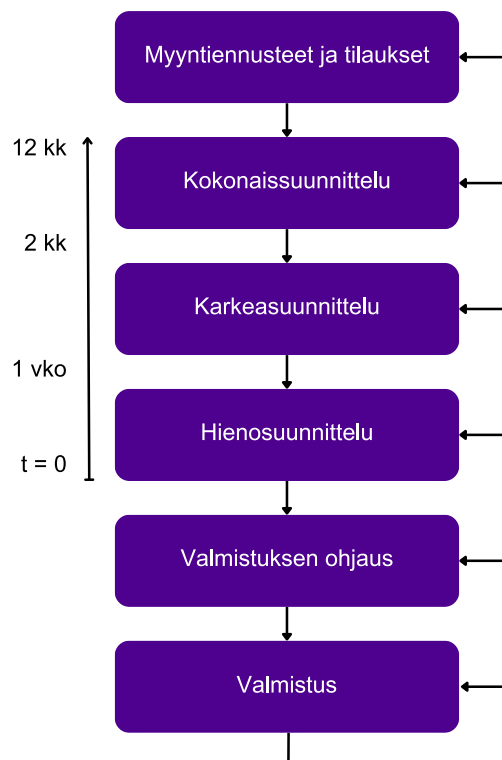 Myyntiennusteet ja tilaukset
12 kk
Kokonaissuunnittelu
2 kk
Karkeasuunnittelu
1 vko
Hienosuunnittelu
t = 0
Valmistuksen ohjaus
Valmistus